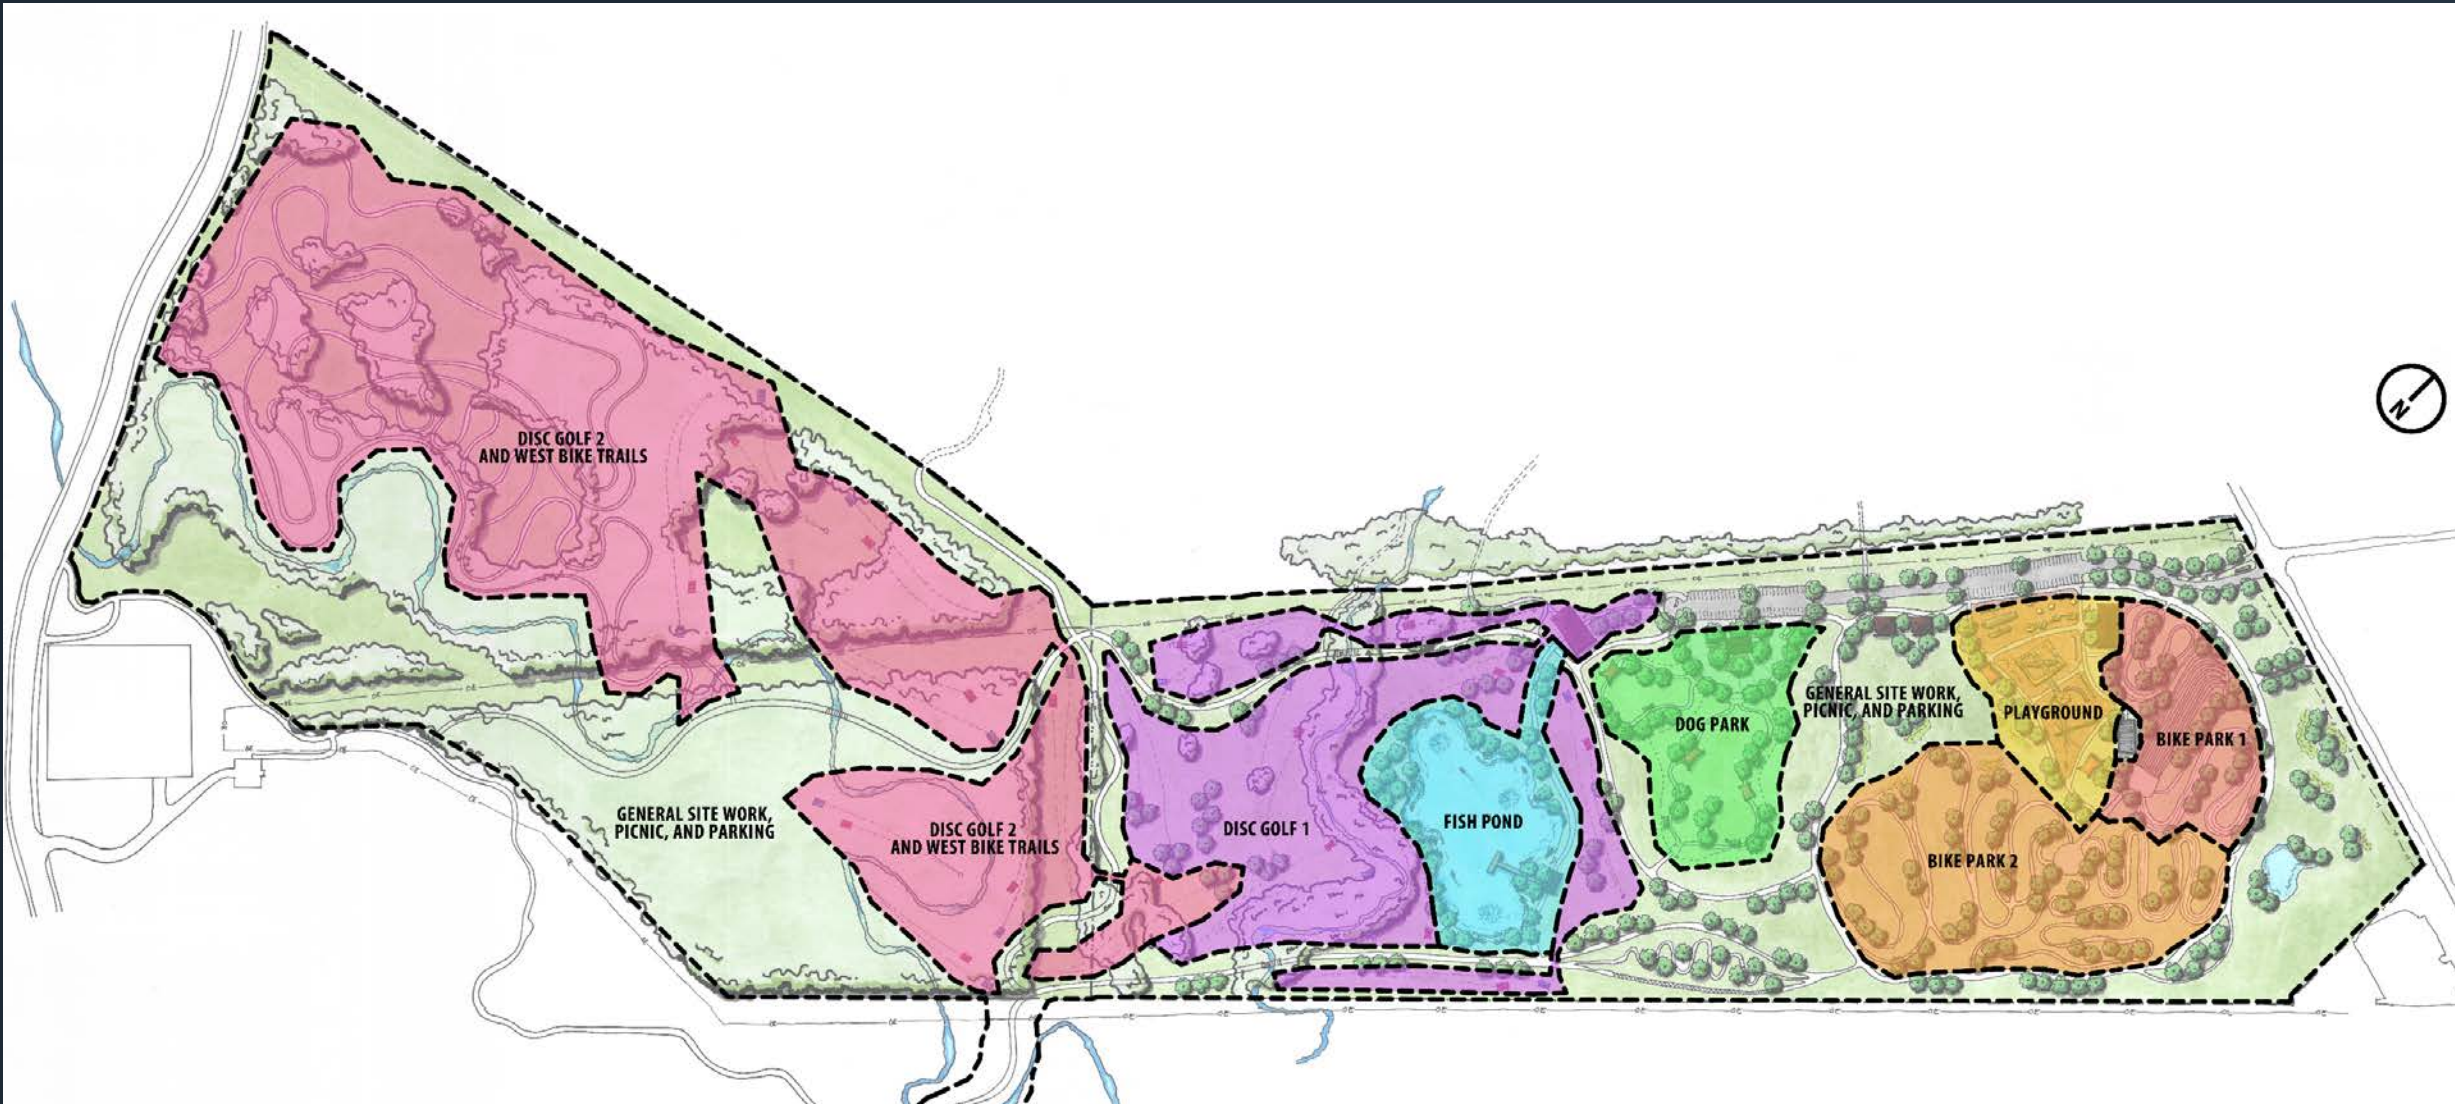 DISC GOLF 2
AND WEST BIKE TRAILS
GENERAL SITE WORK,
PICNIC, AND PARKING
DISC GOLF 2
AND WEST BIKE TRAILS
DISC GOLF 1
FISH POND
DOG PARK
GENERAL SITE WORK,
PICNIC, AND PARKING
PLAYGROUND
BIKE PARK 1
BIKE PARK 2
N